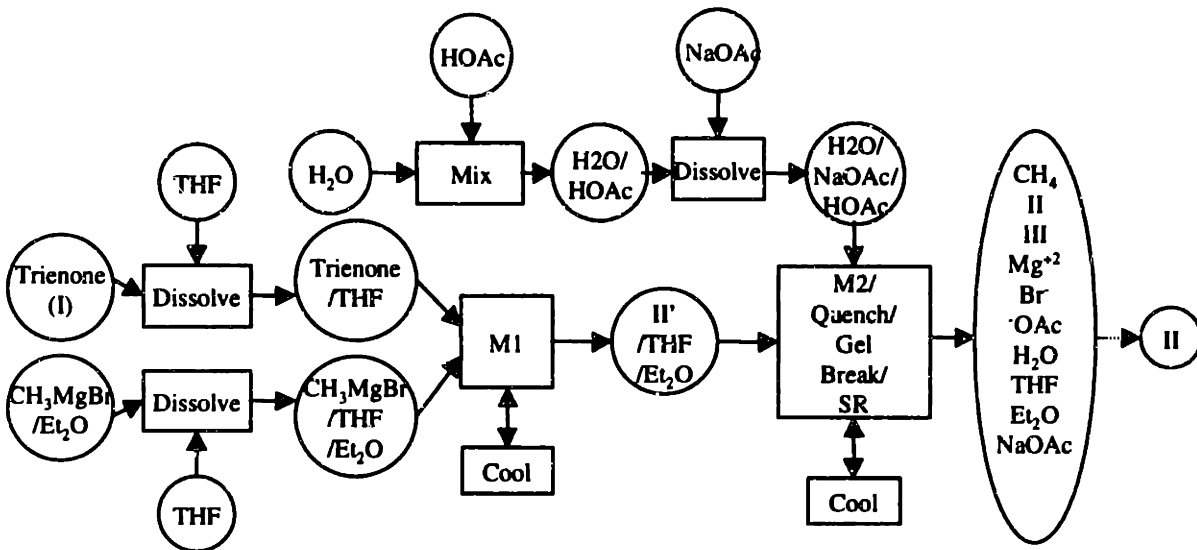 HOAc
NaOAc
H₂O
Mix
H2O/
HOAc
Dissolve
H2O/
NaOAc/
HOAc
THF
Trienone
(I)
Dissolve
Trienone
/THF
CH₃MgBr
/Et₂O
Dissolve
CH₃MgBr
/THF
/Et₂O
THF
M1
Cool
II'
/THF
/Et₂O
M2/
Quench/
Gel
Break/
SR
Cool
CH₄
II
III
Mg⁺²
Br⁻
⁻OAc
H₂O
THF
Et₂O
NaOAc
II